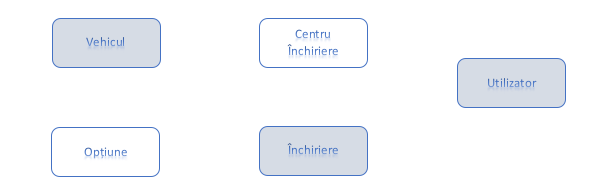 Vehicul
Centru
Închiriere
Utilizator
Opțiune
Închiriere